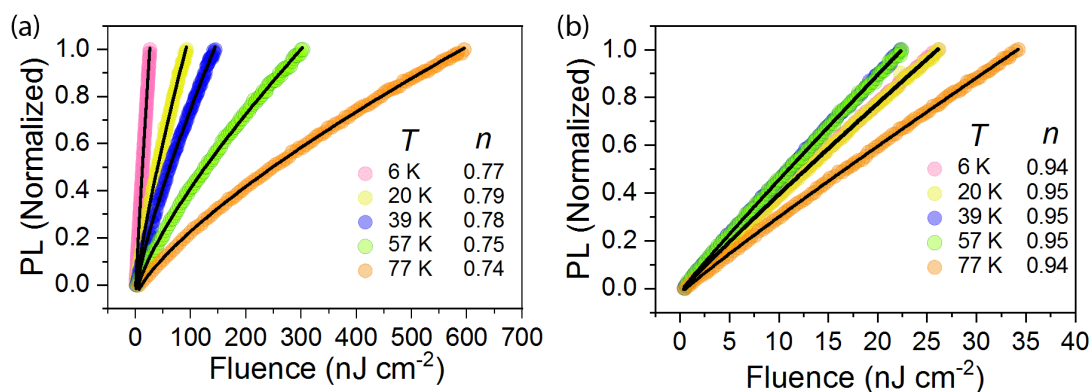 (a)
PL (Normalized)
1.0
0.8
0.6
0.4
0.2
0.0
T n
6 K 0.77
20 K 0.79
39 K 0.78
57 K 0.75
77 K 0.74
0 100 200 300 400 500 600 700
Fluence (nJ cm-2)
(b)
PL (Normalized)
1.0
0.8
0.6
0.4
0.2
0.0
T n
6 K 0.94
20 K 0.95
39 K 0.95
57 K 0.95
77 K 0.94
0 5 10 15 20 25 30 35 40
Fluence (nJ cm-2)